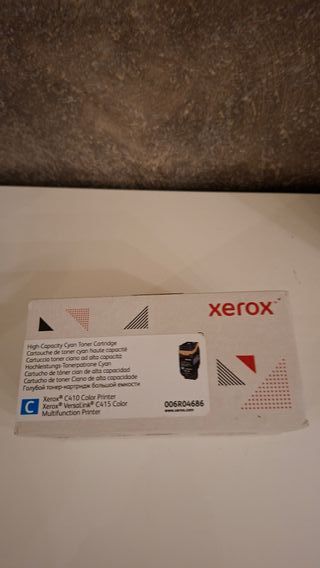 xerox™
High Capacity Cyan Toner Cartridge
Cartouche de toner cyan haute capacité
Cartuccia toner ciano ad alta capacità
Hochleistungs-Tonerpatrone Cyan
Cartucho de tóner cian de alta capacidad
Cartucho de toner Ciano de alta capacidade
Голубой тонер-картридж большой емкости
C
Xerox® C410 Color Printer
Xerox® VersaLink® C415 Color
Multifunction Printer
006R04686
www.xerox.com